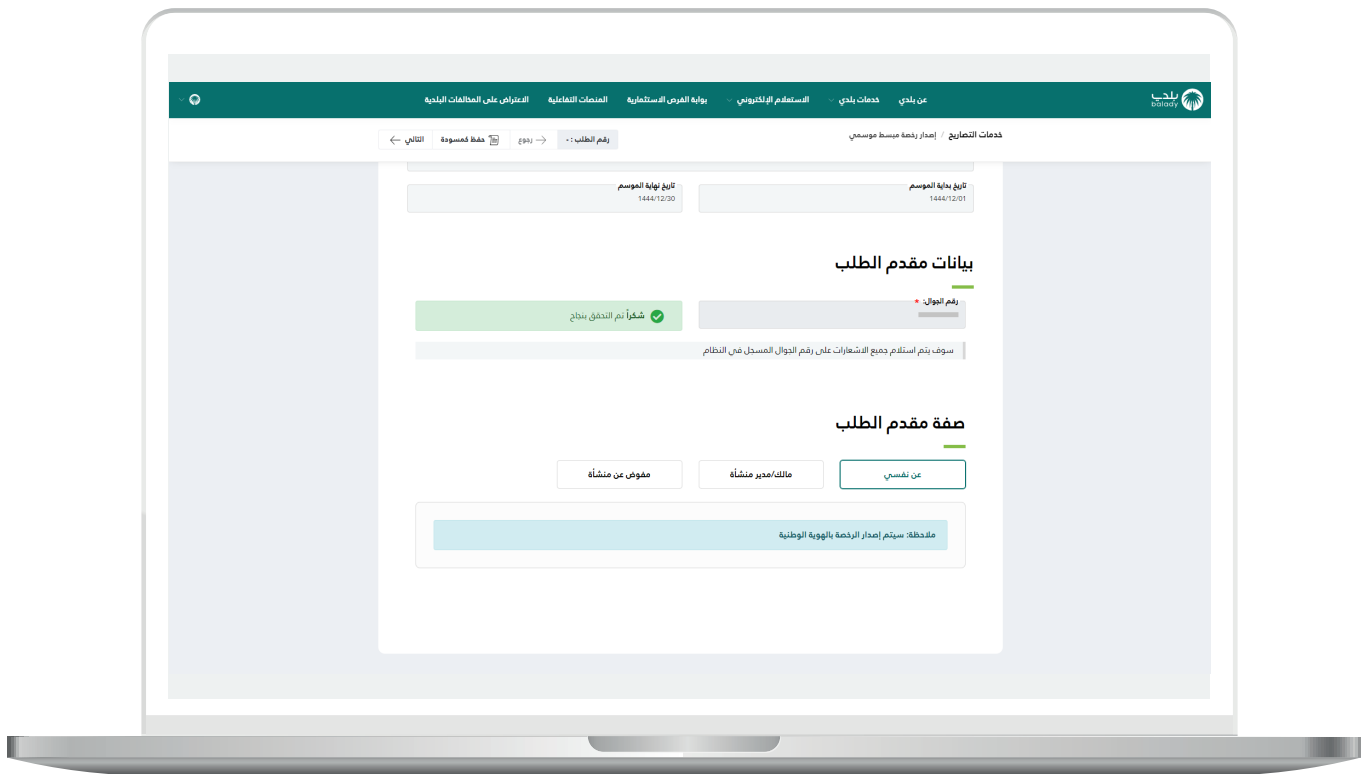 بلدي
balady
عن بلدي
خدمات بلدي
الاستعلام الإلكتروني
بوابة الفرص الاستثمارية
المنصات التفاعلية
الاعتراض على المخالفات البلدية
خدمات التصاريح / إصدار رخصة مبسط موسمي
رقم الطلب : -
رجوع
حفظ كمسودة
التالي
تاريخ بداية الموسم
1444/12/01
تاريخ نهاية الموسم
1444/12/30
بيانات مقدم الطلب
رقم الجوال: *
شكراً تم التحقق بنجاح
سوف يتم استلام جميع الاشعارات على رقم الجوال المسجل في النظام
صفة مقدم الطلب
عن نفسي
مالك/مدير منشأة
مفوض عن منشأة
ملاحظة: سيتم إصدار الرخصة بالهوية الوطنية